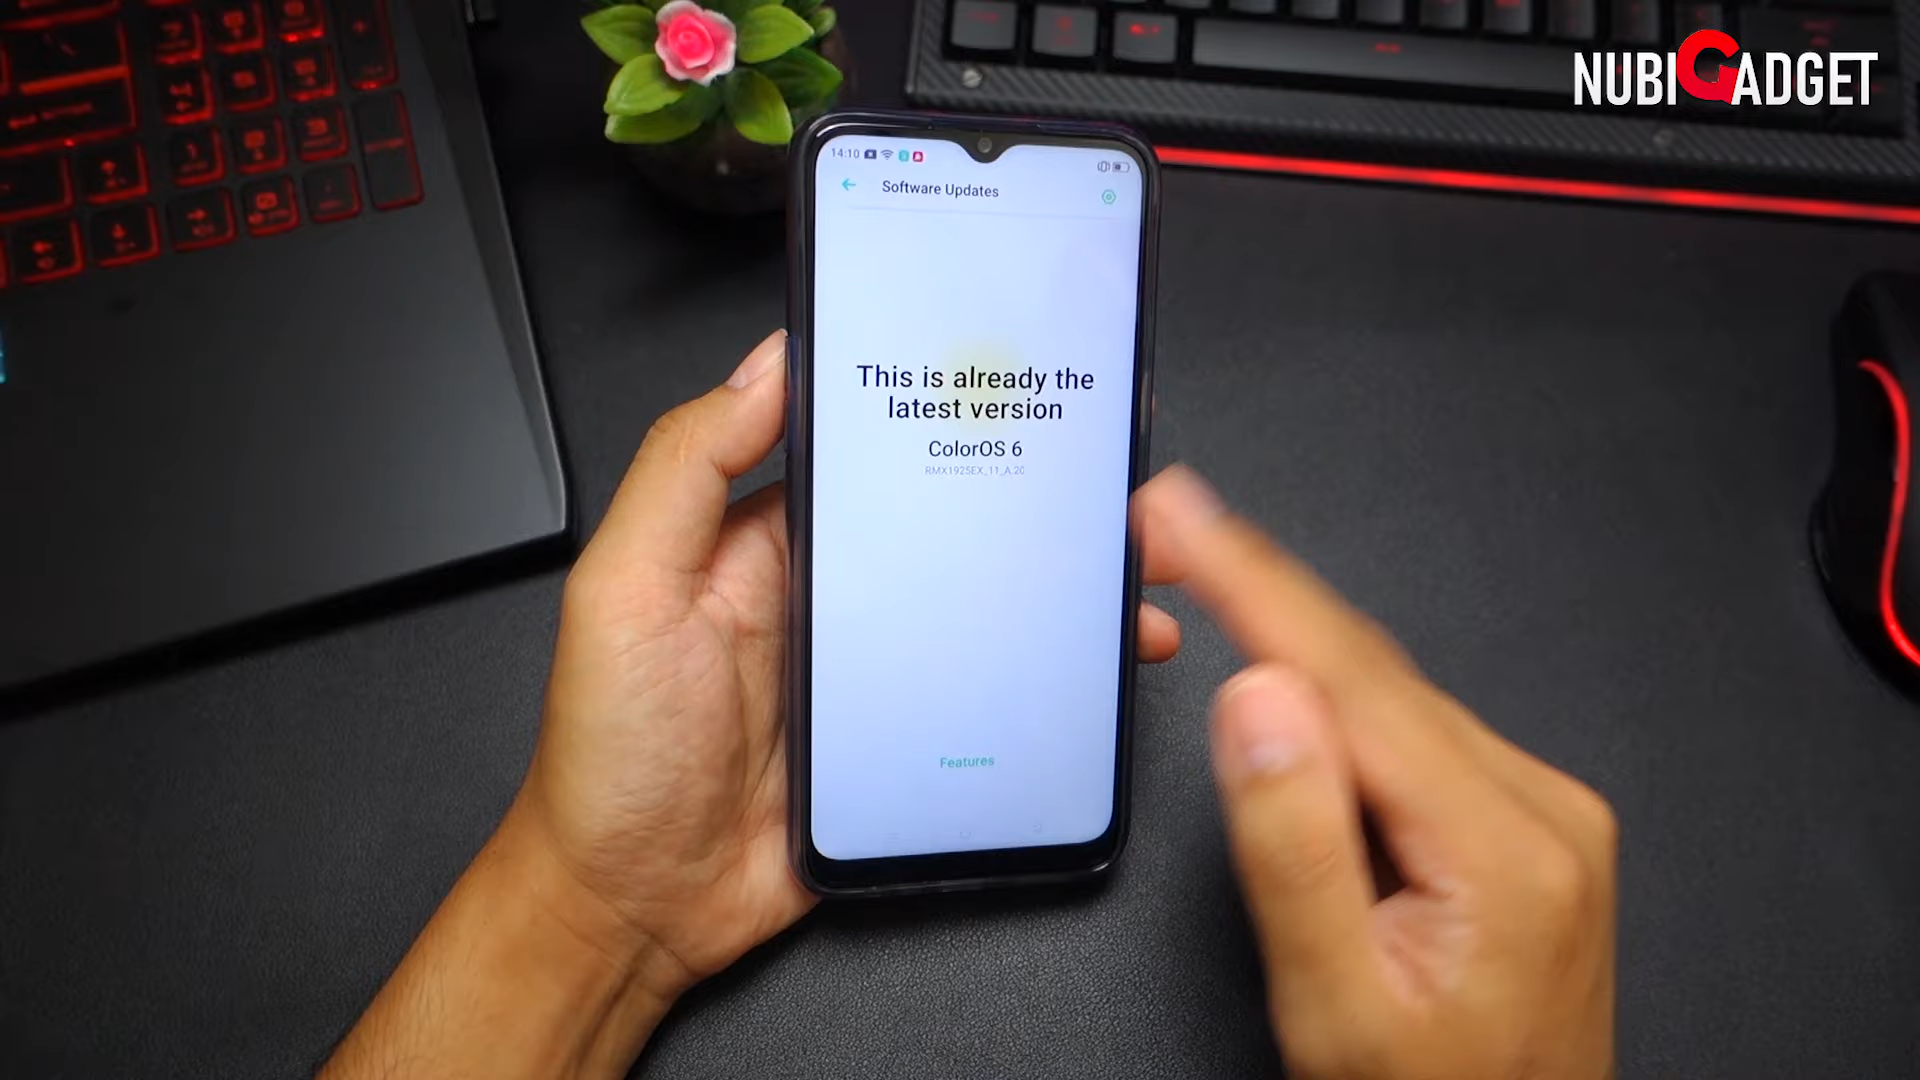 NUBIGADGET
14:10
Software Updates
This is already the
latest version
ColorOS 6
RMX1925EX_11_A.20
Features